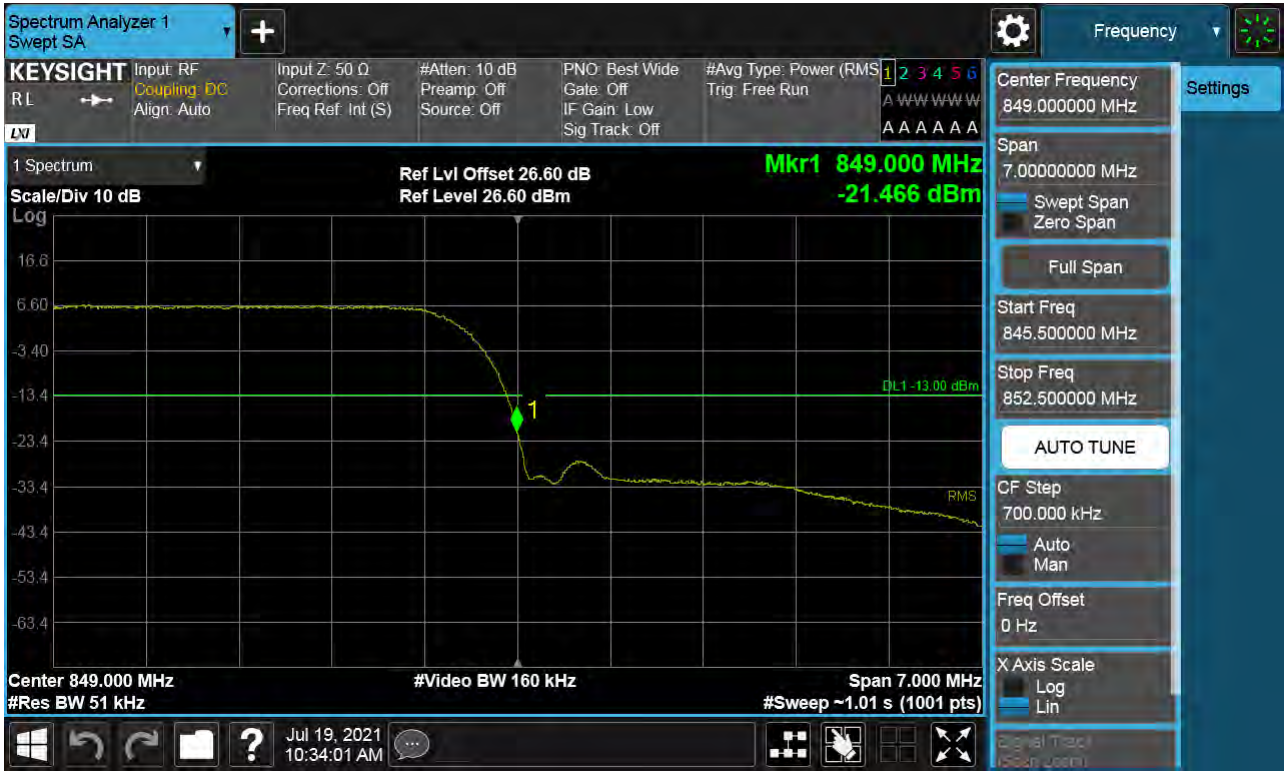 Spectrum Analyzer 1
Swept SA
Frequency
KEYSIGHT
RL
LXI
Input: RF
Coupling: DC
Align: Auto
Input Z: 50 Ω
Corrections: Off
Freq Ref: Int (S)
#Atten: 10 dB
Preamp: Off
Source: Off
PNO: Best Wide
Gate: Off
IF Gain: Low
Sig Track: Off
#Avg Type: Power (RMS
Trig: Free Run
1 2 3 4 5 6
A W W W W W
A A A A A A
1 Spectrum
Scale/Div 10 dB
Log
Ref Lvl Offset 26.60 dB
Ref Level 26.60 dBm
Mkr1 849.000 MHz
-21.466 dBm
16.6
6.60
-3.40
-13.4
-23.4
-33.4
-43.4
-53.4
-63.4
DL1 -13.00 dBm
1
RMS
Center 849.000 MHz
#Res BW 51 kHz
#Video BW 160 kHz
Span 7.000 MHz
#Sweep ~1.01 s (1001 pts)
Center Frequency
849.000000 MHz
Settings
Span
7.00000000 MHz
Swept Span
Zero Span
Full Span
Start Freq
845.500000 MHz
Stop Freq
852.500000 MHz
AUTO TUNE
CF Step
700.000 kHz
Auto
Man
Freq Offset
0 Hz
X Axis Scale
Log
Lin
Signal Track
(Span Zoom)
?
Jul 19, 2021
10:34:01 AM